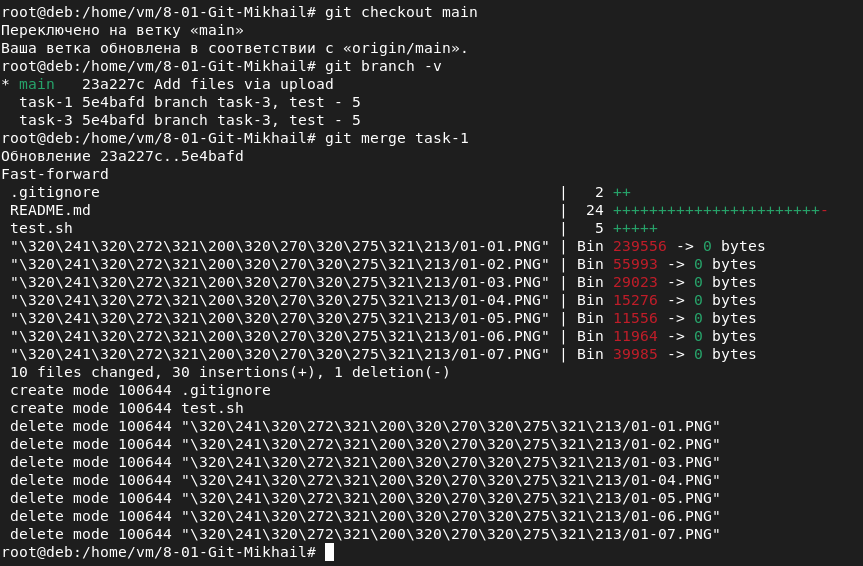 root@deb:/home/vm/8-01-Git-Mikhail# git checkout main
Переключено на ветку «main»
Ваша ветка обновлена в соответствии с «origin/main».
root@deb:/home/vm/8-01-Git-Mikhail# git branch -v
* main   23a227c Add files via upload
  task-1 5e4bafd branch task-3, test - 5
  task-3 5e4bafd branch task-3, test - 5
root@deb:/home/vm/8-01-Git-Mikhail# git merge task-1
Обновление 23a227c..5e4bafd
Fast-forward
 .gitignore                                                   |   2 ++
 README.md                                                    |  24 +++++++++++++++++++++++-
 test.sh                                                      |   5 +++++
 "\320\241\320\272\321\200\320\270\320\275\321\213/01-01.PNG" | Bin 239556 -> 0 bytes
 "\320\241\320\272\321\200\320\270\320\275\321\213/01-02.PNG" | Bin 55993 -> 0 bytes
 "\320\241\320\272\321\200\320\270\320\275\321\213/01-03.PNG" | Bin 29023 -> 0 bytes
 "\320\241\320\272\321\200\320\270\320\275\321\213/01-04.PNG" | Bin 15276 -> 0 bytes
 "\320\241\320\272\321\200\320\270\320\275\321\213/01-05.PNG" | Bin 11556 -> 0 bytes
 "\320\241\320\272\321\200\320\270\320\275\321\213/01-06.PNG" | Bin 11964 -> 0 bytes
 "\320\241\320\272\321\200\320\270\320\275\321\213/01-07.PNG" | Bin 39985 -> 0 bytes
 10 files changed, 30 insertions(+), 1 deletion(-)
 create mode 100644 .gitignore
 create mode 100644 test.sh
 delete mode 100644 "\320\241\320\272\321\200\320\270\320\275\321\213/01-01.PNG"
 delete mode 100644 "\320\241\320\272\321\200\320\270\320\275\321\213/01-02.PNG"
 delete mode 100644 "\320\241\320\272\321\200\320\270\320\275\321\213/01-03.PNG"
 delete mode 100644 "\320\241\320\272\321\200\320\270\320\275\321\213/01-04.PNG"
 delete mode 100644 "\320\241\320\272\321\200\320\270\320\275\321\213/01-05.PNG"
 delete mode 100644 "\320\241\320\272\321\200\320\270\320\275\321\213/01-06.PNG"
 delete mode 100644 "\320\241\320\272\321\200\320\270\320\275\321\213/01-07.PNG"
root@deb:/home/vm/8-01-Git-Mikhail#